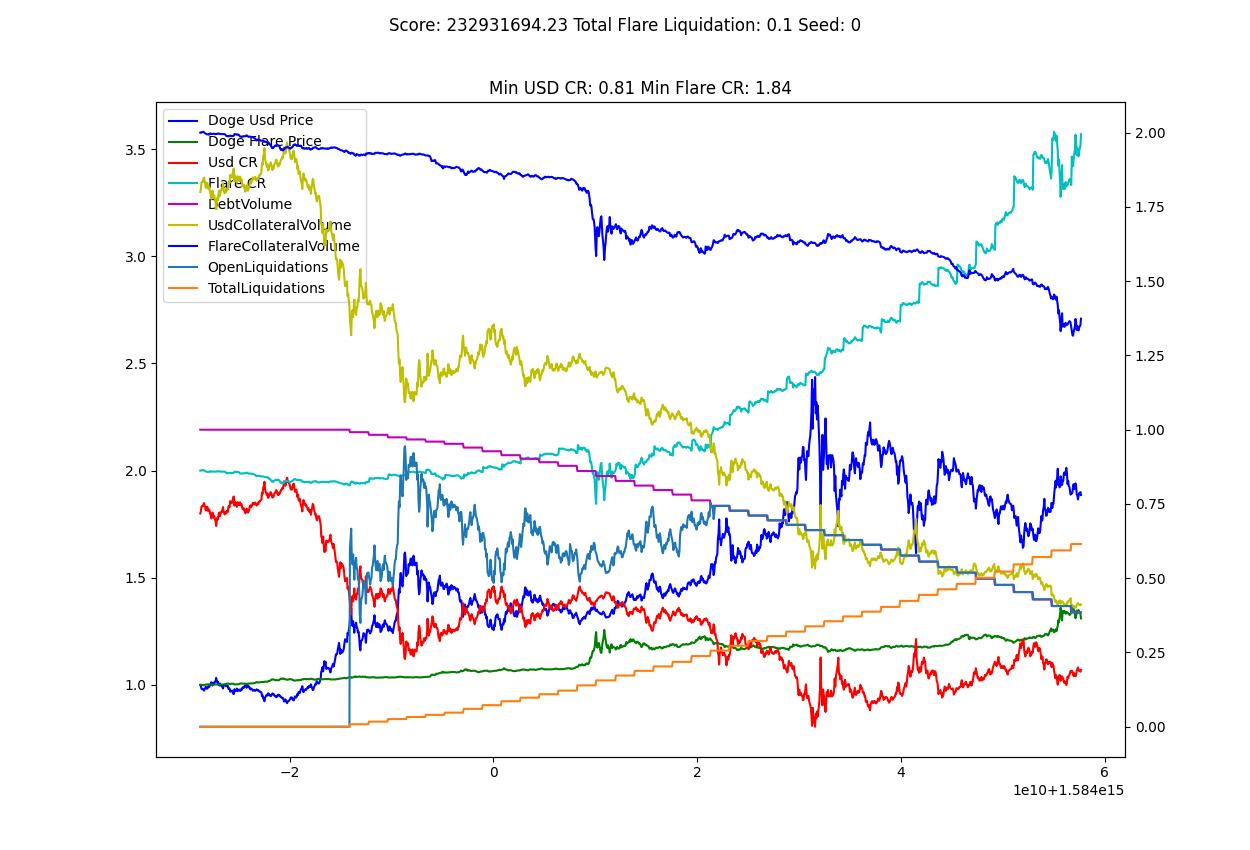 Score: 232931694.23 Total Flare Liquidation: 0.1 Seed: 0
Min USD CR: 0.81 Min Flare CR: 1.84
Doge Usd Price
Doge Flare Price
Usd CR
Flare CR
DebtVolume
UsdCollateralVolume
FlareCollateralVolume
OpenLiquidations
TotalLiquidations
3.5
3.0
2.5
2.0
1.5
1.0
2.00
1.75
1.50
1.25
1.00
0.75
0.50
0.25
0.00
−2
0
2
4
6
1e10+1.584e15